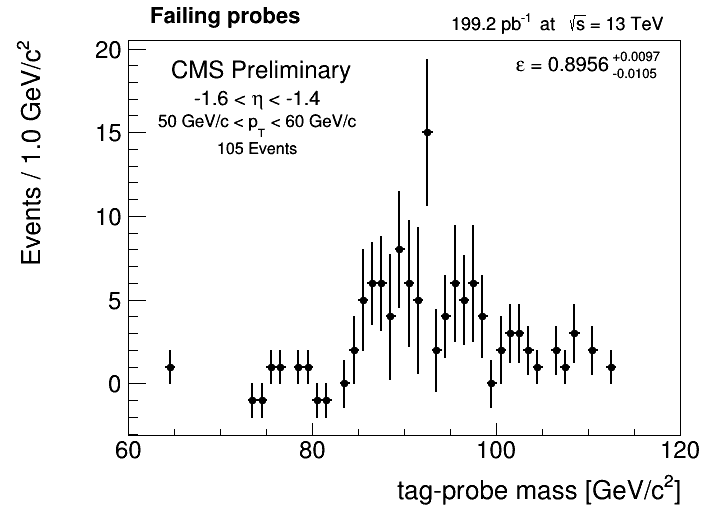 Failing probes
199.2 pb⁻¹ at √s = 13 TeV
CMS Preliminary
ε = 0.8956 +0.0097 -0.0105
-1.6 < η < -1.4
50 GeV/c < p_T < 60 GeV/c
105 Events
Events / 1.0 GeV/c²
20
15
10
5
0
60 80 100 120
tag-probe mass [GeV/c²]